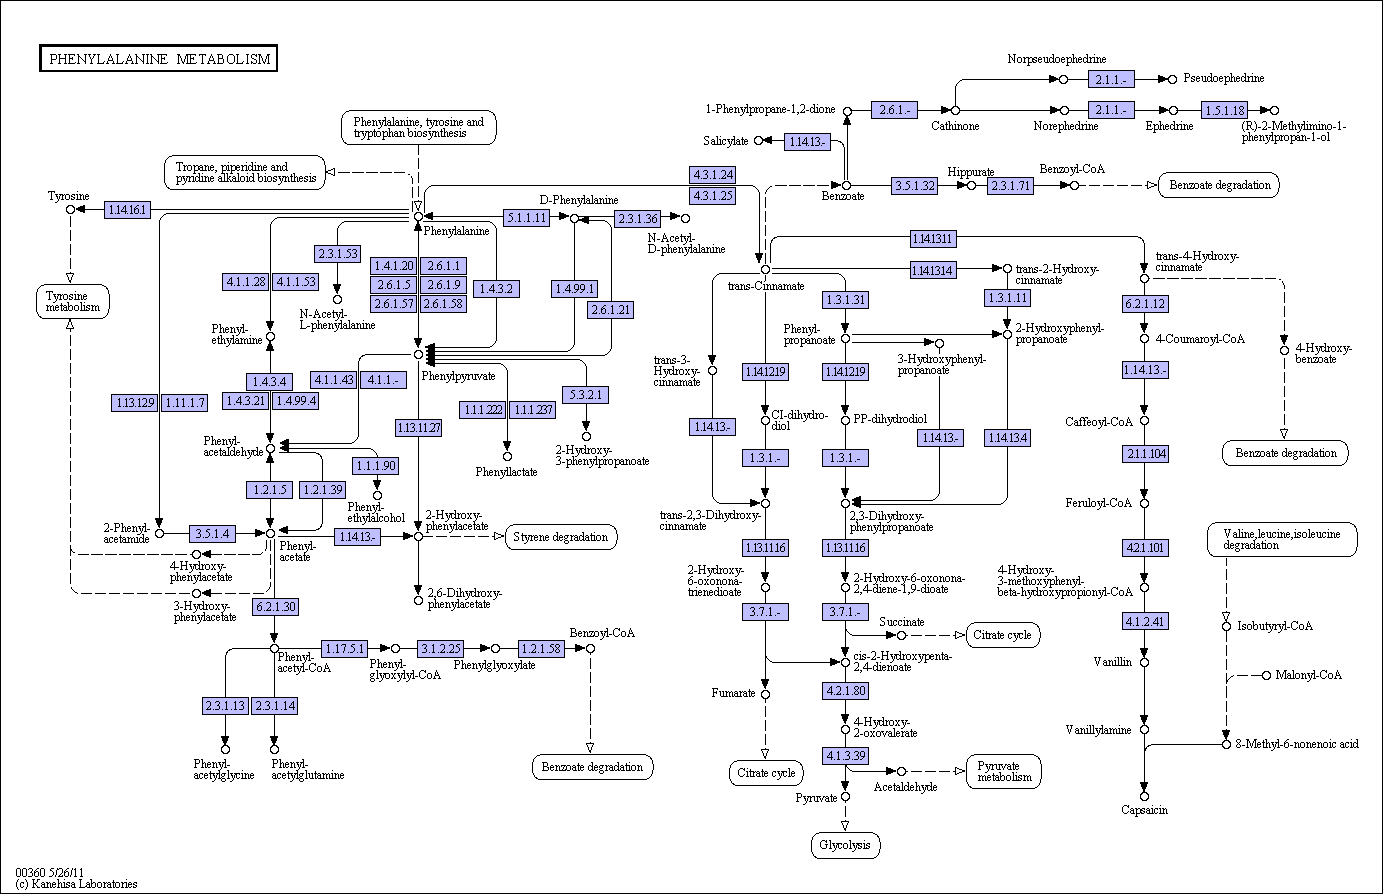 PHENYLALANINE METABOLISM
Norpseudoephedrine
2.1.1.-
Pseudoephedrine
1-Phenylpropane-1,2-dione
2.6.1.-
Cathinone
2.1.1.-
Norephedrine
Ephedrine
1.5.1.18
(R)-2-Methylimino-1-
phenylpropan-1-ol
Phenylalanine, tyrosine and
tryptophan biosynthesis
Salicylate
1.14.13.-
Tropane, piperidine and
pyridine alkaloid biosynthesis
4.3.1.24
4.3.1.25
Benzoate
3.5.1.32
Hippurate
2.3.1.71
Benzoyl-CoA
Benzoate degradation
Tyrosine
1.14.16.1
Phenylalanine
5.1.1.11
D-Phenylalanine
2.3.1.36
N-Acetyl-
D-phenylalanine
1.14.1311
2.3.1.53
4.1.1.28
4.1.1.53
1.4.1.20
2.6.1.1
2.6.1.5
2.6.1.9
2.6.1.57
2.6.1.58
1.4.3.2
1.4.99.1
2.6.1.21
trans-Cinnamate
1.14.1314
trans-2-Hydroxy-
cinnamate
trans-4-Hydroxy-
cinnamate
Tyrosine
metabolism
N-Acetyl-
L-phenylalanine
1.3.1.31
1.3.1.11
6.2.1.12
Phenyl-
ethylamine
Phenyl-
propanoate
2-Hydroxyphenyl-
propanoate
4-Coumaroyl-CoA
4-Hydroxy-
benzoate
3-Hydroxyphenyl-
propanoate
trans-3-
Hydroxy-
cinnamate
Phenylpyruvate
1.4.3.4
1.4.3.21
1.4.99.4
4.1.1.43
4.1.1.-
1.14.1219
1.14.1219
1.14.13.-
1.13.129
1.11.1.7
1.1.1.222
1.1.1.237
5.3.2.1
1.13.11.27
CI-dihydro-
diol
PP-dihydrodiol
Caffeoyl-CoA
1.14.13.-
1.14.13.-
1.14.13.4
Phenyl-
acetaldehyde
2-Hydroxy-
3-phenylpropanoate
Phenyllactate
1.1.1.90
1.3.1.-
1.3.1.-
2.1.1.104
Benzoate degradation
1.2.1.5
1.2.1.39
Phenyl-
ethylalcohol
trans-2,3-Dihydroxy-
cinnamate
2,3-Dihydroxy-
phenylpropanoate
Feruloyl-CoA
2-Phenyl-
acetamide
3.5.1.4
Phenyl-
acetate
1.14.13.-
2-Hydroxy-
phenylacetate
Styrene degradation
1.13.1116
1.13.1116
4.2.1.101
Valine,leucine,isoleucine
degradation
4-Hydroxy-
phenylacetate
3-Hydroxy-
phenylacetate
2,6-Dihydroxy-
phenylacetate
2-Hydroxy-
6-oxonona-
trienedioate
2-Hydroxy-6-oxonona-
2,4-diene-1,9-dioate
4-Hydroxy-
3-methoxyphenyl-
beta-hydroxypropionyl-CoA
6.2.1.30
3.7.1.-
3.7.1.-
4.1.2.41
Succinate
Citrate cycle
Isobutyryl-CoA
Phenyl-
acetyl-CoA
1.17.5.1
Phenyl-
glyoxylyl-CoA
3.1.2.25
Phenylglyoxylate
1.2.1.58
Benzoyl-CoA
cis-2-Hydroxypenta-
2,4-dienoate
Vanillin
Malonyl-CoA
2.3.1.13
2.3.1.14
Fumarate
4.2.1.80
4-Hydroxy-
2-oxovalerate
Vanillylamine
8-Methyl-6-nonenoic acid
4.1.3.39
Phenyl-
acetylglycine
Phenyl-
acetylglutamine
Benzoate degradation
Citrate cycle
Acetaldehyde
Pyruvate
metabolism
Pyruvate
Capsaicin
Glycolysis
00360 5/26/11
(c) Kanehisa Laboratories